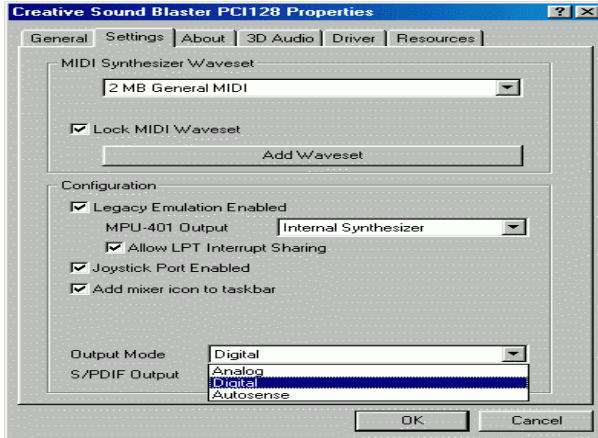 Creative Sound Blaster PCI128 Properties
General Settings About 3D Audio Driver Resources
MIDI Synthesizer Waveset
2 MB General MIDI
Lock MIDI Waveset
Add Waveset
Configuration
Legacy Emulation Enabled
MPU-401 Output Internal Synthesizer
Allow LPT Interrupt Sharing
Joystick Port Enabled
Add mixer icon to taskbar
Output Mode Digital
S/PDIF Output Analog
Digital
Autosense
OK Cancel